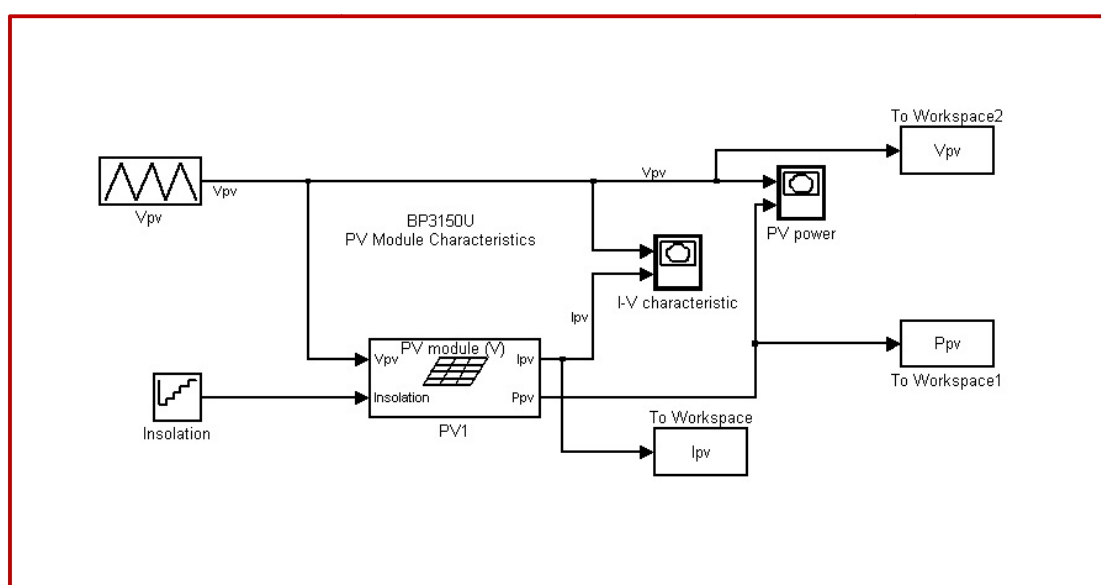 To Workspace2
Vpv
Vpv
Vpv
Vpv
BP3150U
PV Module Characteristics
PV power
I-V characteristic
Ipv
PV module (V)
Vpv
Ipv
Insolation
Ppv
PV1
Ppv
To Workspace1
Insolation
To Workspace
Ipv